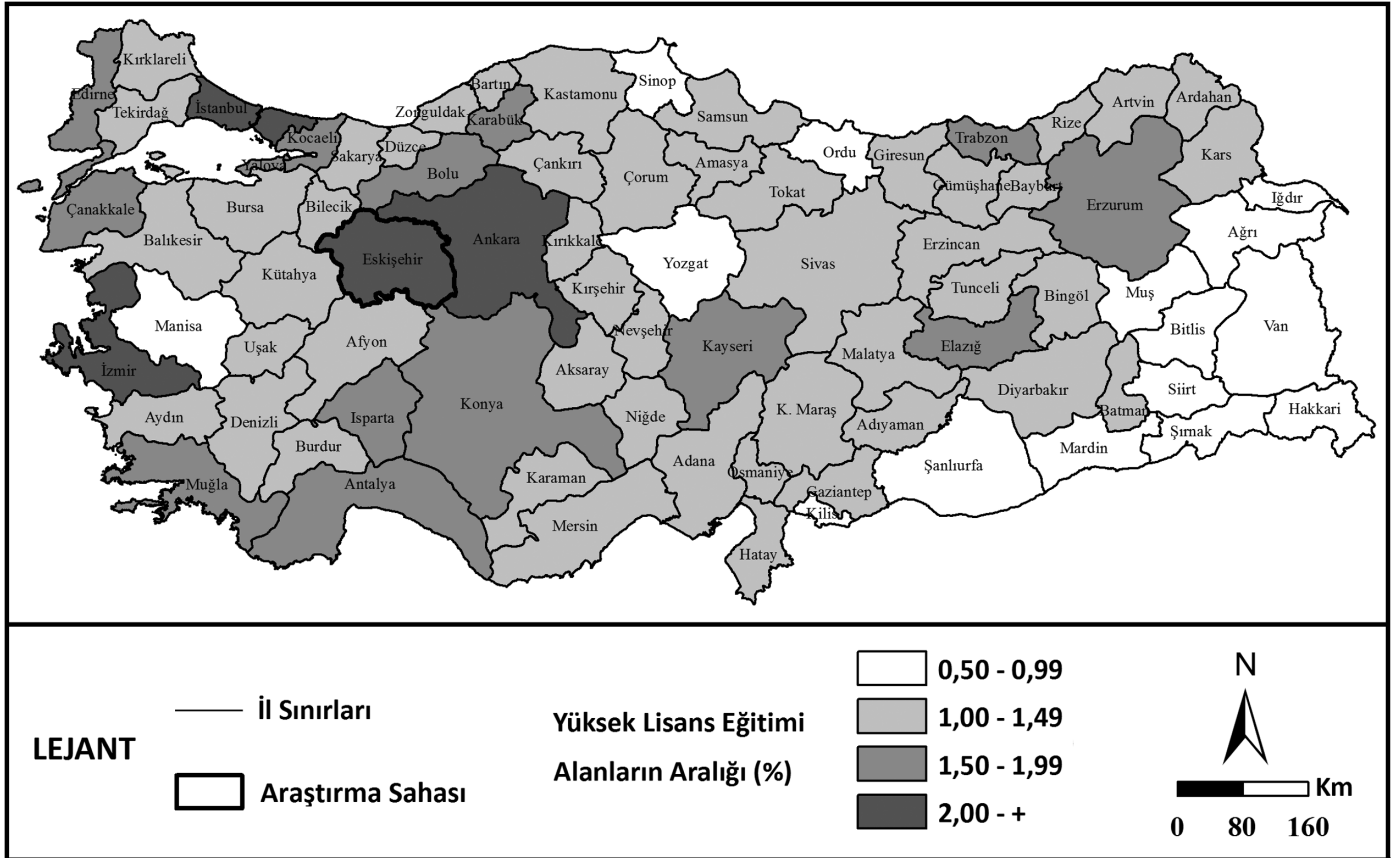 Kırklareli
Edirne
Tekirdağ
İstanbul
Kocaeli
Yalova
Sakarya
Düzce
Zonguldak
Bartın
Karabük
Kastamonu
Sinop
Samsun
Ordu
Giresun
Trabzon
Rize
Artvin
Ardahan
Kars
Iğdır
Ağrı
Erzurum
Bayburt
Gümüşhane
Tokat
Amasya
Çorum
Çankırı
Bolu
Bilecik
Bursa
Çanakkale
Balıkesir
Kütahya
Eskişehir
Ankara
Kırıkkale
Yozgat
Sivas
Erzincan
Tunceli
Bingöl
Muş
Bitlis
Van
Manisa
Uşak
Afyon
Kırşehir
Nevşehir
Aksaray
Kayseri
Malatya
Elazığ
Diyarbakır
Batman
Siirt
Hakkari
Şırnak
Mardin
Şanlıurfa
Adıyaman
K. Maraş
İzmir
Aydın
Denizli
Isparta
Burdur
Konya
Niğde
Adana
Osmaniye
Gaziantep
Kilis
Hatay
Mersin
Karaman
Antalya
Muğla
LEJANT
İl Sınırları
Araştırma Sahası
Yüksek Lisans Eğitimi
Alanların Aralığı (%)
0,50 - 0,99
1,00 - 1,49
1,50 - 1,99
2,00 - +
N
Km
0 80 160